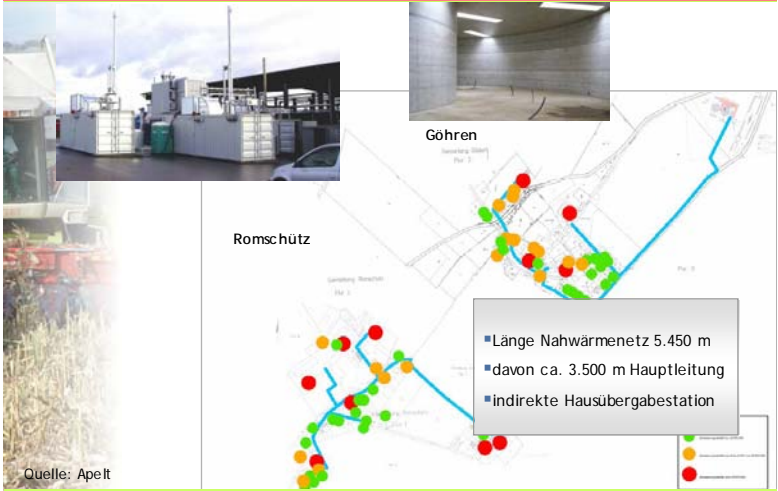 Göhren
Romschütz
▪Länge Nahwärmenetz 5.450 m
▪davon ca. 3.500 m Hauptleitung
▪indirekte Hausübergabestation
Quelle: Apelt